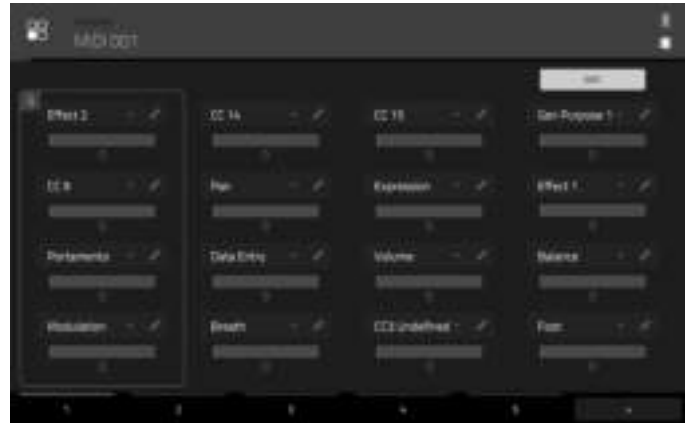 MIDI 001
Effect 2
CC 14
CC 15
Gen Purpose 1
CC 9
Pan
Expression
Effect 1
Portamento
Data Entry
Volume
Balance
Modulation
Breath
CC3 Undefined
Foot
1
2
3
4
5